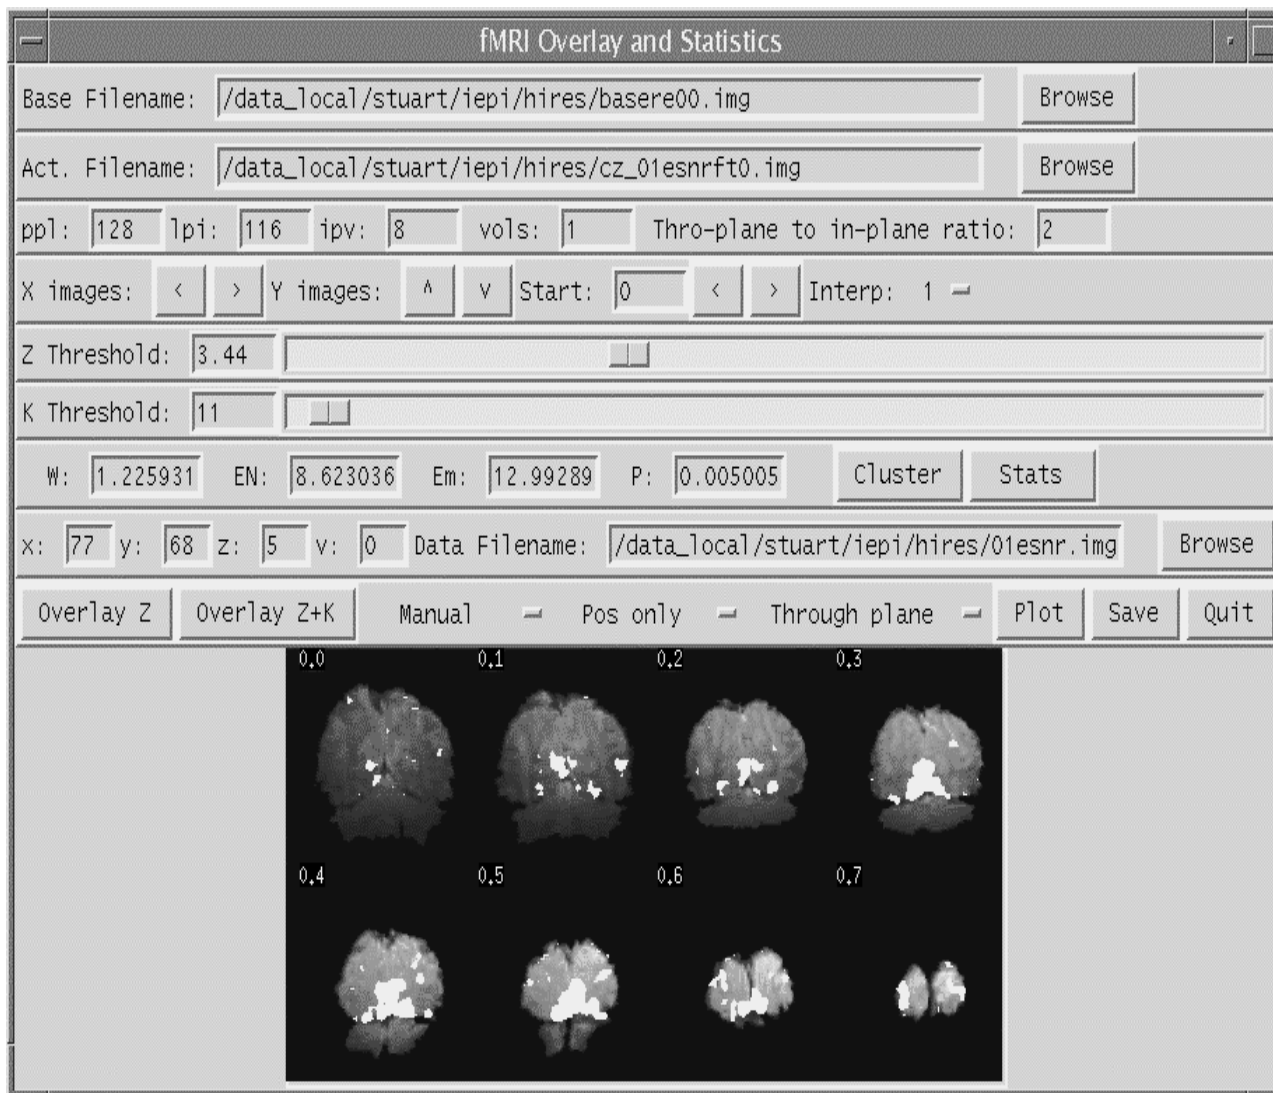 fMRI Overlay and Statistics
Base Filename: /data_local/stuart/iepi/hires/basere00.img Browse
Act. Filename: /data_local/stuart/iepi/hires/cz_01esnrft0.img Browse
ppl: 128 lpi: 116 ipv: 8 vols: 1 Thro-plane to in-plane ratio: 2
X images: < > Y images: ^ v Start: 0 < > Interp: 1
Z Threshold: 3.44
K Threshold: 11
W: 1.225931 EN: 8.623036 Em: 12.99289 P: 0.005005 Cluster Stats
x: 77 y: 68 z: 5 v: 0 Data Filename: /data_local/stuart/iepi/hires/01esnr.img Browse
Overlay Z Overlay Z+K Manual Pos only Through plane Plot Save Quit
0.0 0.1 0.2 0.3
0.4 0.5 0.6 0.7